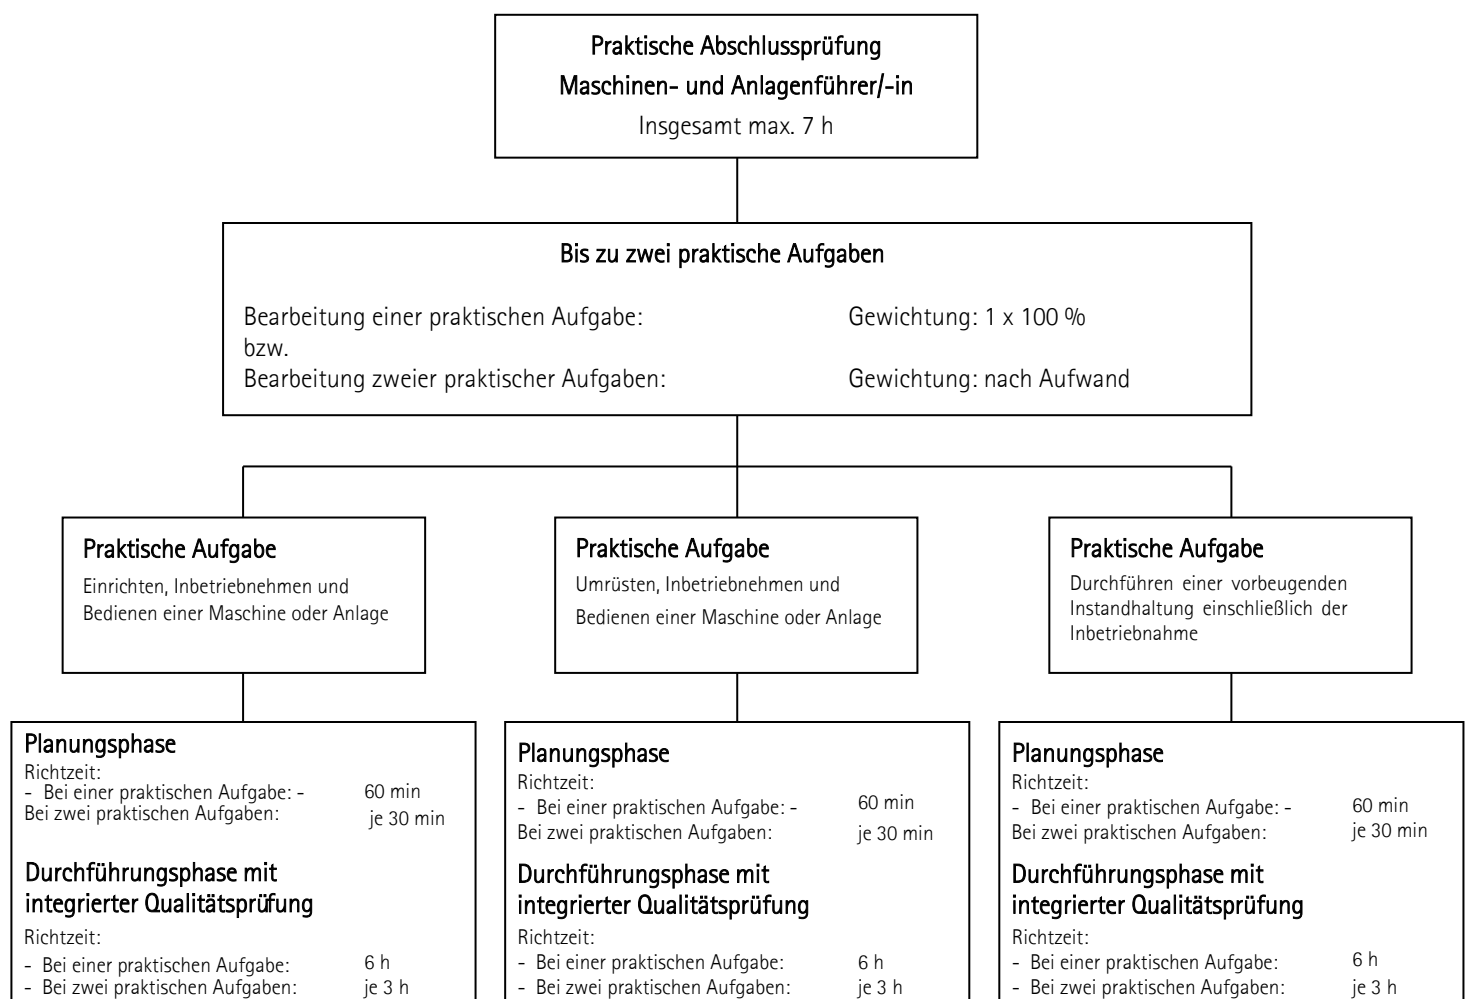 Praktische Abschlussprüfung
Maschinen- und Anlagenführer/-in
Insgesamt max. 7 h
Bis zu zwei praktische Aufgaben
Bearbeitung einer praktischen Aufgabe: Gewichtung: 1 x 100 %
bzw.
Bearbeitung zweier praktischer Aufgaben: Gewichtung: nach Aufwand
Praktische Aufgabe
Einrichten, Inbetriebnehmen und
Bedienen einer Maschine oder Anlage
Praktische Aufgabe
Umrüsten, Inbetriebnehmen und
Bedienen einer Maschine oder Anlage
Praktische Aufgabe
Durchführen einer vorbeugenden
Instandhaltung einschließlich der
Inbetriebnahme
Planungsphase
Richtzeit:
- Bei einer praktischen Aufgabe: - 60 min
Bei zwei praktischen Aufgaben: je 30 min
Durchführungsphase mit
integrierter Qualitätsprüfung
Richtzeit:
- Bei einer praktischen Aufgabe: 6 h
- Bei zwei praktischen Aufgaben: je 3 h
Planungsphase
Richtzeit:
- Bei einer praktischen Aufgabe: - 60 min
Bei zwei praktischen Aufgaben: je 30 min
Durchführungsphase mit
integrierter Qualitätsprüfung
Richtzeit:
- Bei einer praktischen Aufgabe: 6 h
- Bei zwei praktischen Aufgaben: je 3 h
Planungsphase
Richtzeit:
- Bei einer praktischen Aufgabe: - 60 min
Bei zwei praktischen Aufgaben: je 30 min
Durchführungsphase mit
integrierter Qualitätsprüfung
Richtzeit:
- Bei einer praktischen Aufgabe: 6 h
- Bei zwei praktischen Aufgaben: je 3 h